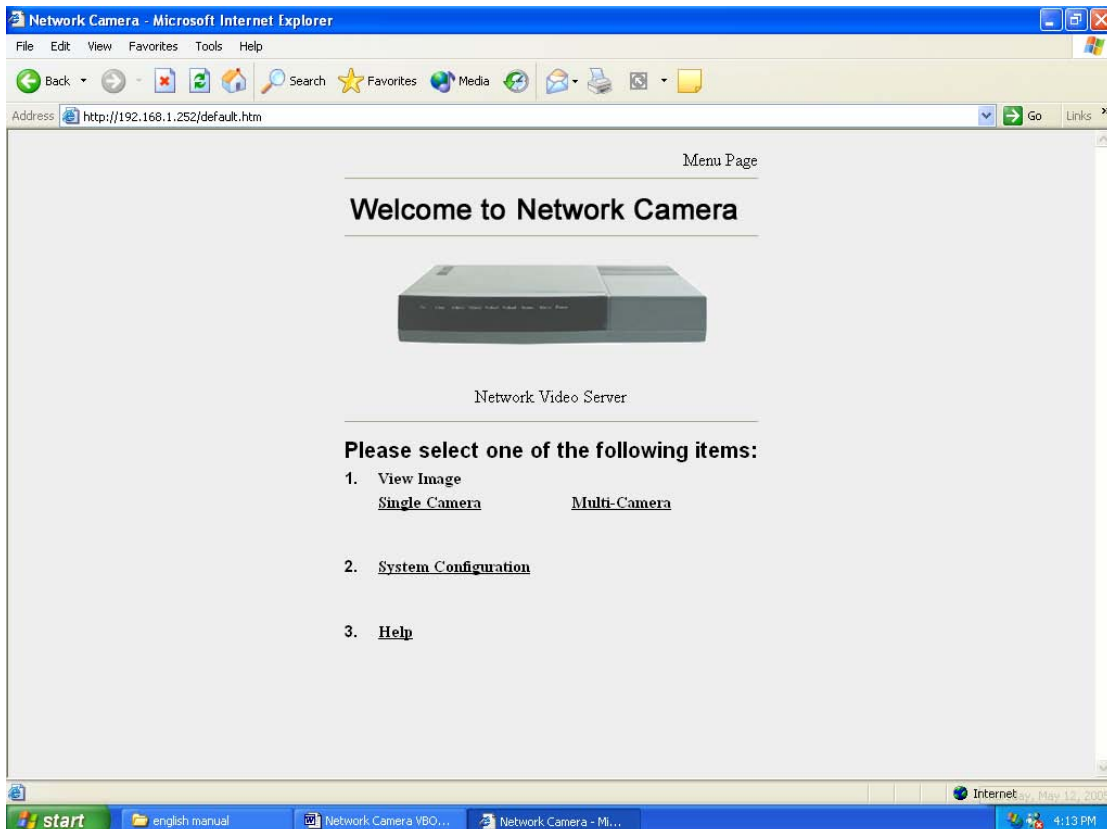 Network Camera - Microsoft Internet Explorer
File Edit View Favorites Tools Help
Back Search Favorites Media
Address http://192.168.1.252/default.htm Go Links »
Menu Page
Welcome to Network Camera
Network Video Server
Please select one of the following items:
1. View Image
Single Camera Multi-Camera
2. System Configuration
3. Help
Internet
May 12, 2005
start english manual Network Camera VBO... Network Camera - Mi... 4:13 PM